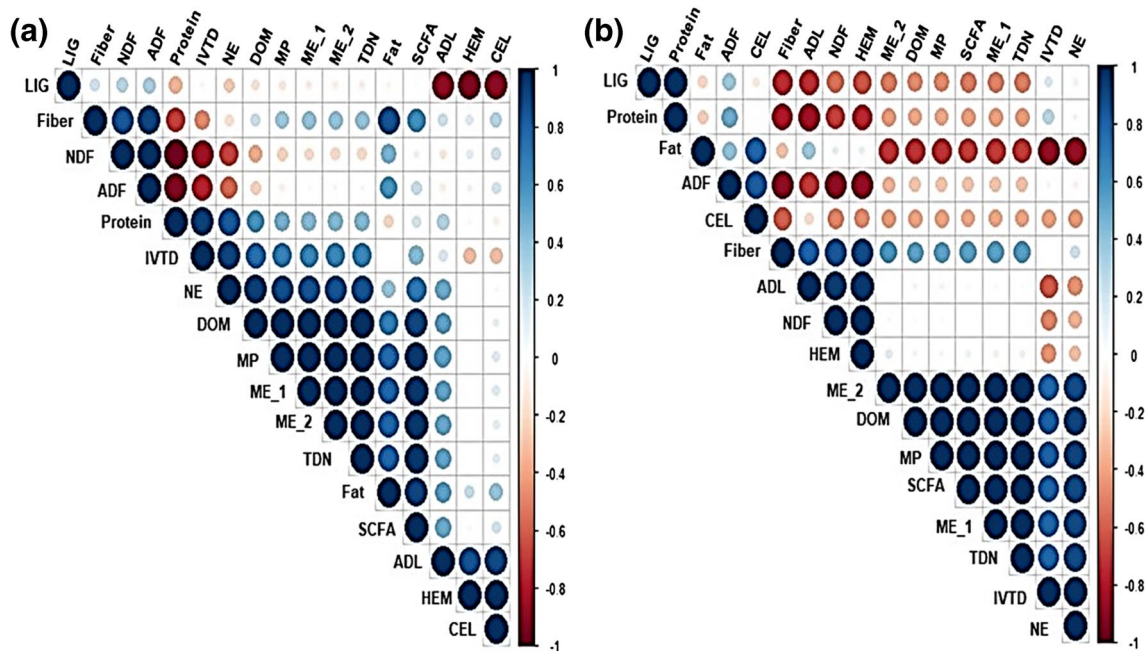 (a)
LIG Fiber NDF ADF Protein IVTD NE DOM MP ME_1 ME_2 TDN Fat SCFA ADL HEM CEL
LIG
Fiber
NDF
ADF
Protein
IVTD
NE
DOM
MP
ME_1
ME_2
TDN
Fat
SCFA
ADL
HEM
CEL
1
0.8
0.6
0.4
0.2
0
-0.2
-0.4
-0.6
-0.8
-1
(b)
LIG Protein Fat ADF CEL Fiber ADL NDF HEM ME_2 DOM MP SCFA ME_1 TDN IVTD NE
LIG
Protein
Fat
ADF
CEL
Fiber
ADL
NDF
HEM
ME_2
DOM
MP
SCFA
ME_1
TDN
IVTD
NE
1
0.8
0.6
0.4
0.2
0
-0.2
-0.4
-0.6
-0.8
-1